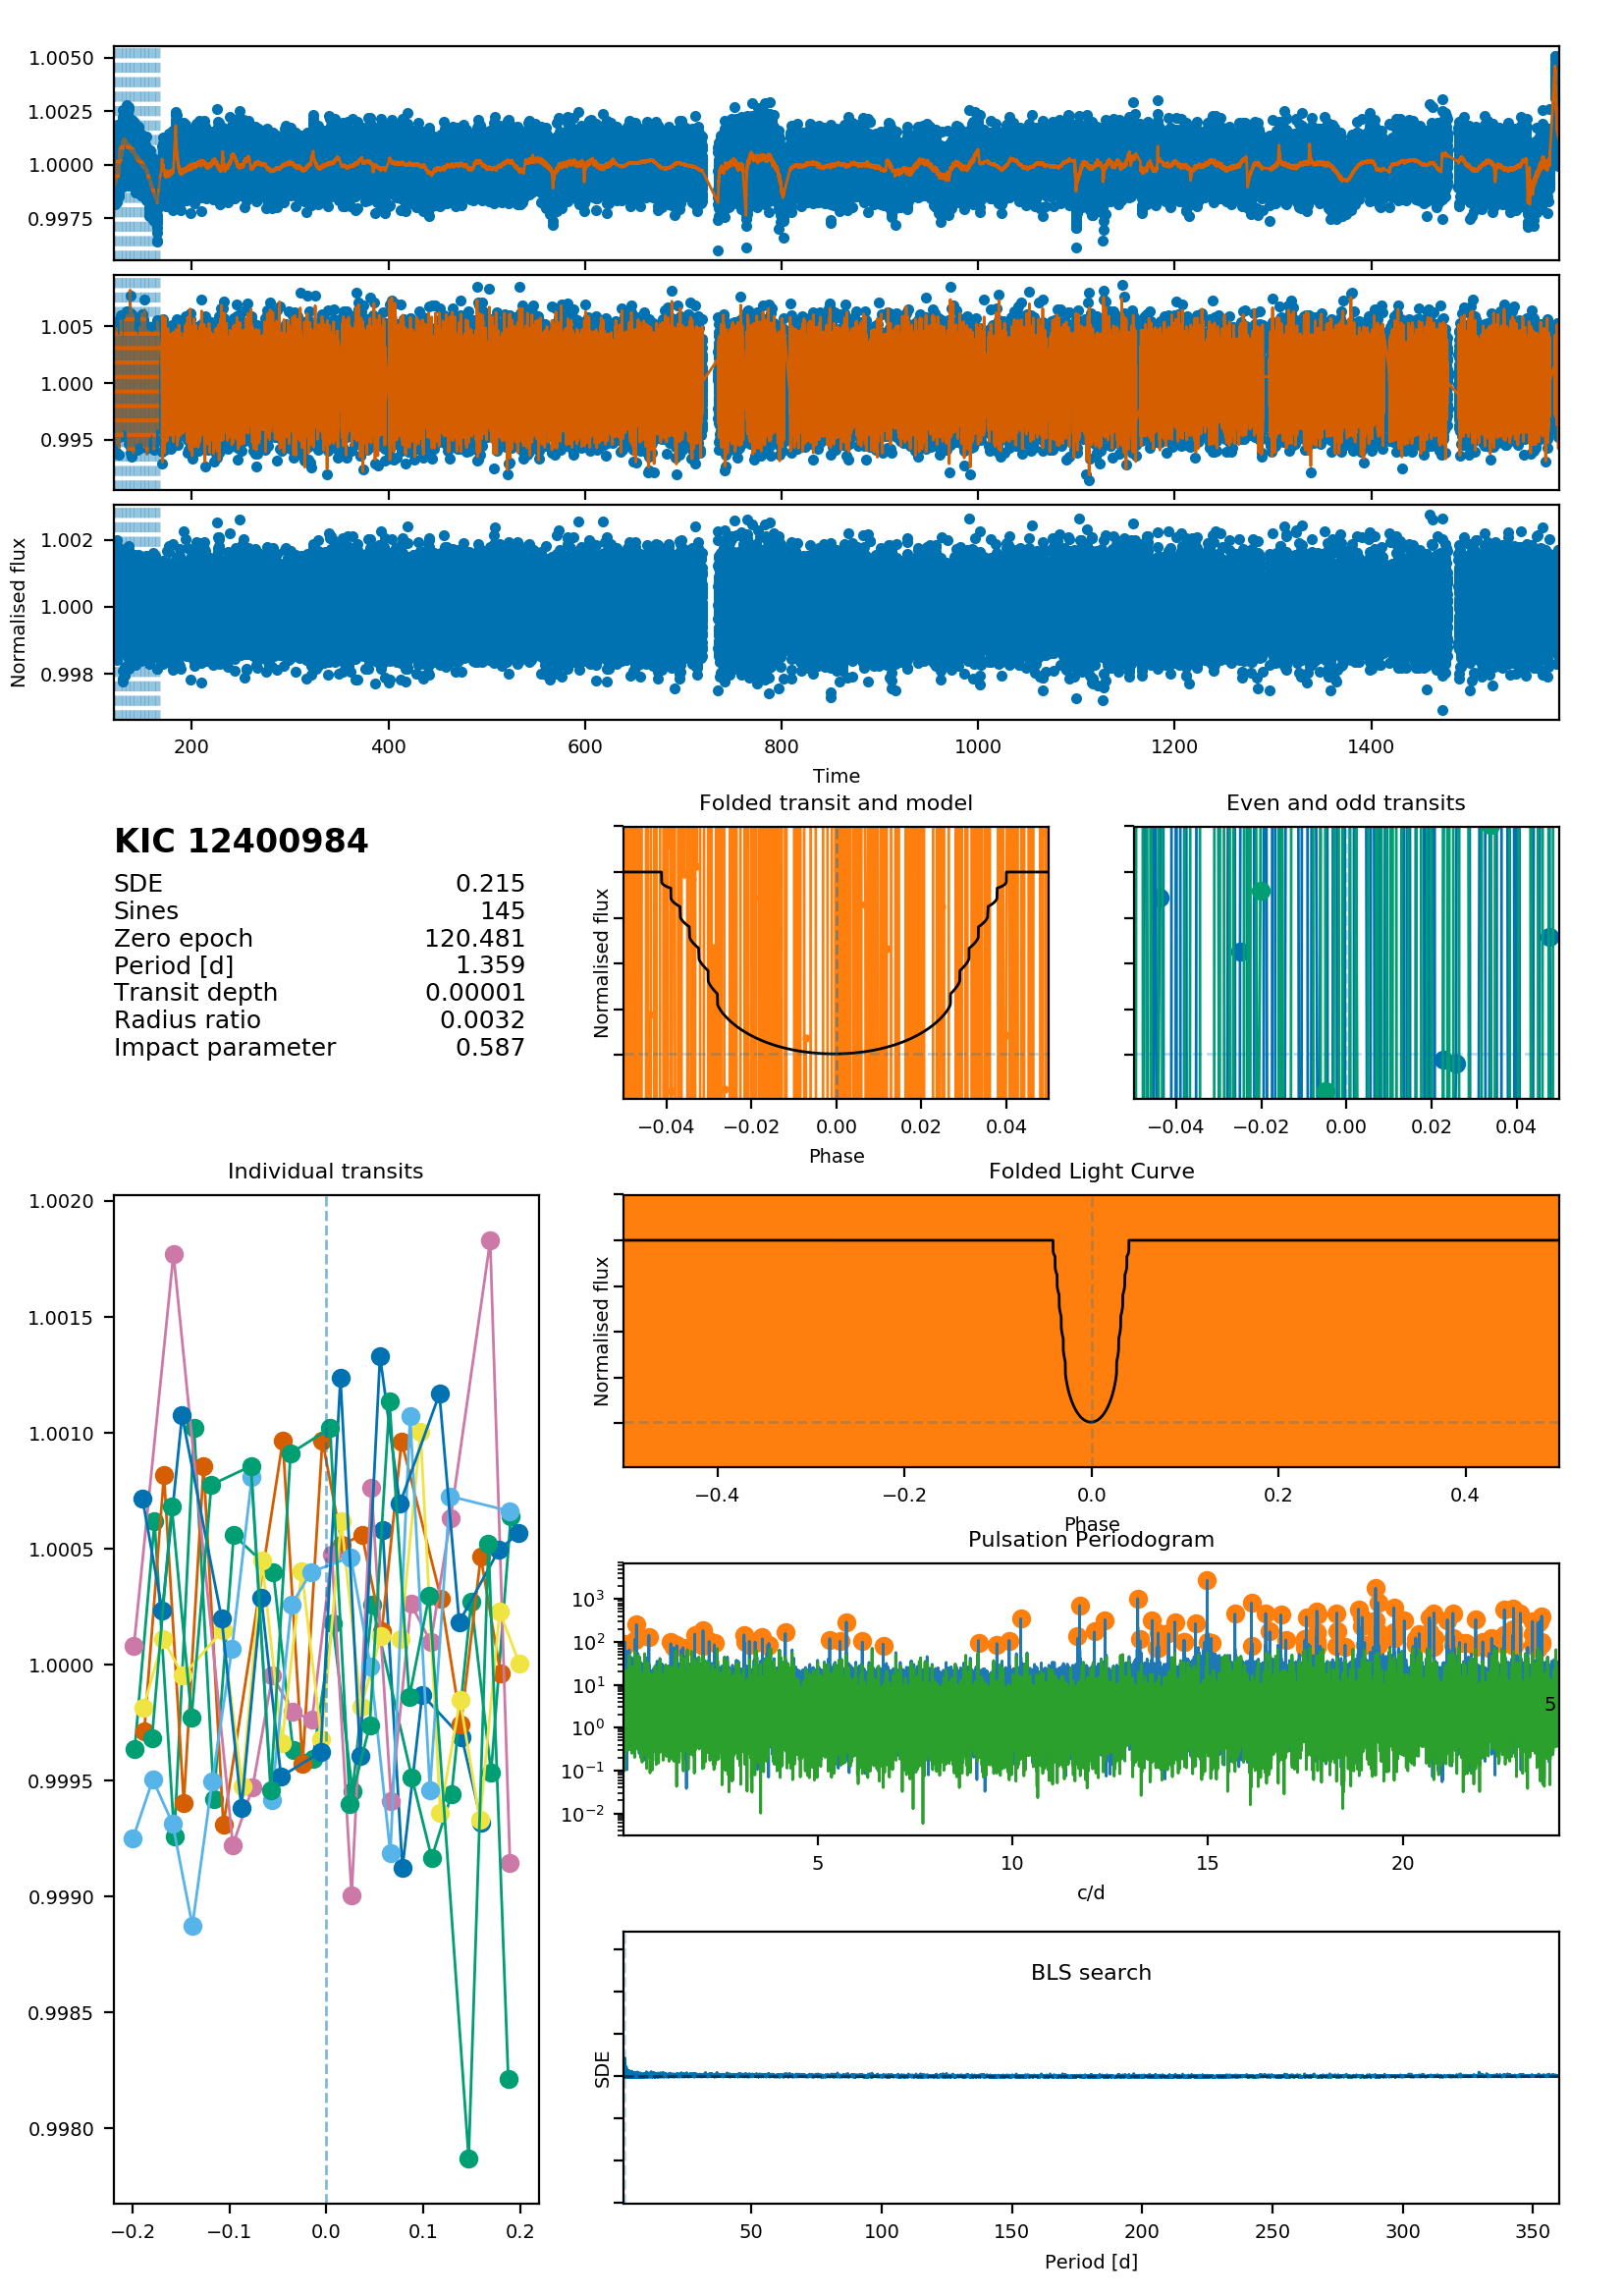 1.0050
1.0025
1.0000
0.9975
1.005
1.000
0.995
1.002
1.000
0.998
Normalised flux
200 400 600 800 1000 1200 1400
Time
KIC 12400984
SDE 0.215
Sines 145
Zero epoch 120.481
Period [d] 1.359
Transit depth 0.00001
Radius ratio 0.0032
Impact parameter 0.587
Folded transit and model
Normalised flux
−0.04 −0.02 0.00 0.02 0.04
Phase
Even and odd transits
−0.04 −0.02 0.00 0.02 0.04
Individual transits
1.0020
1.0015
1.0010
1.0005
1.0000
0.9995
0.9990
0.9985
0.9980
−0.2 −0.1 0.0 0.1 0.2
Folded Light Curve
Normalised flux
−0.4 −0.2 0.0 0.2 0.4
Phase
Pulsation Periodogram
10³
10²
10¹
10⁰
10⁻¹
10⁻²
5
5 10 15 20
c/d
BLS search
SDE
50 100 150 200 250 300 350
Period [d]